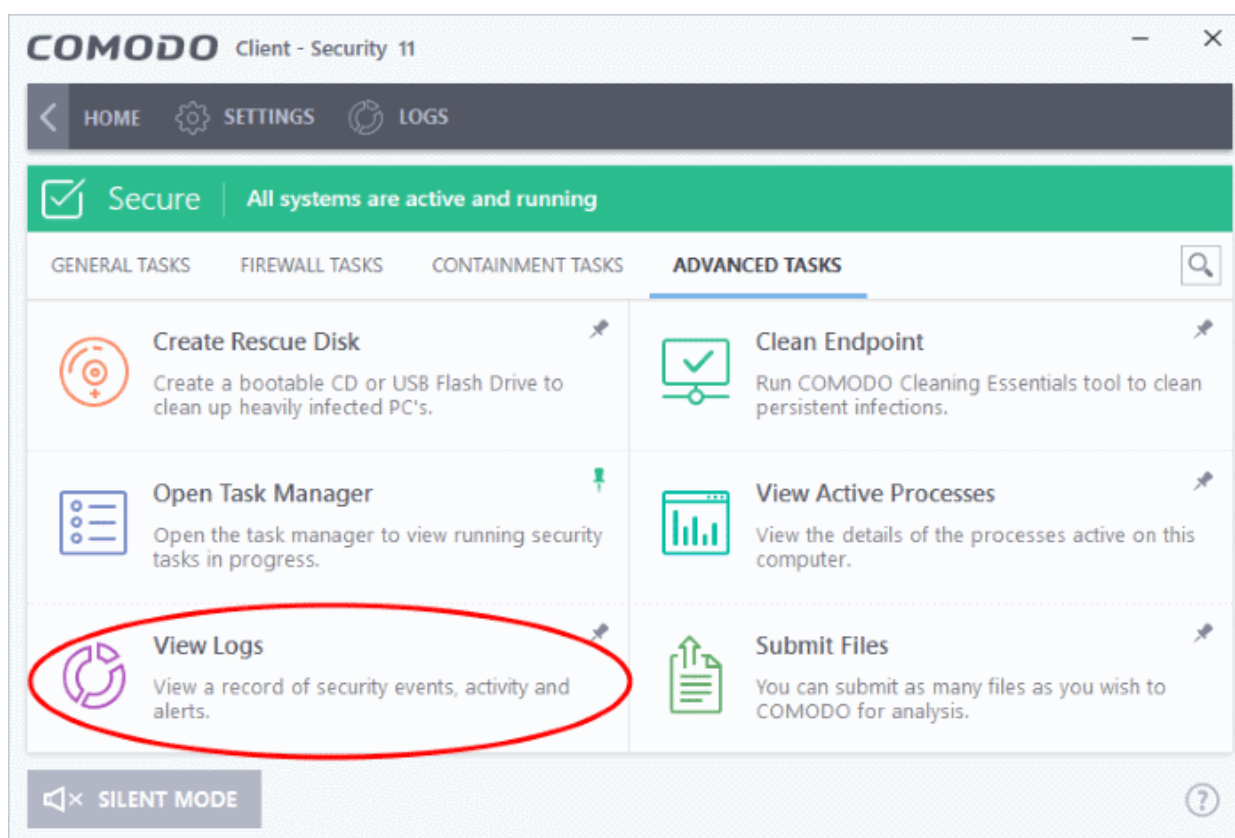 COMODO Client - Security 11
HOME SETTINGS LOGS
Secure All systems are active and running
GENERAL TASKS FIREWALL TASKS CONTAINMENT TASKS ADVANCED TASKS
Create Rescue Disk
Create a bootable CD or USB Flash Drive to
clean up heavily infected PC's.
Clean Endpoint
Run COMODO Cleaning Essentials tool to clean
persistent infections.
Open Task Manager
Open the task manager to view running security
tasks in progress.
View Active Processes
View the details of the processes active on this
computer.
View Logs
View a record of security events, activity and
alerts.
Submit Files
You can submit as many files as you wish to
COMODO for analysis.
SILENT MODE
?